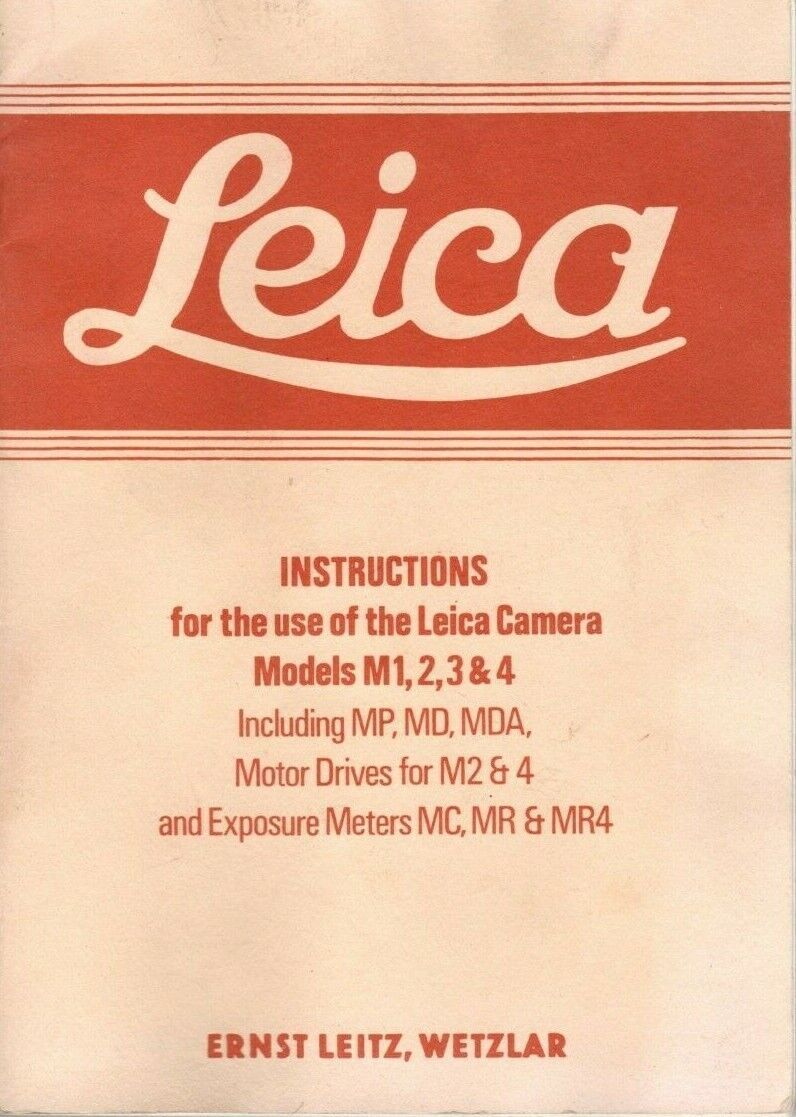 Leica
INSTRUCTIONS
for the use of the Leica Camera
Models M1, 2, 3 & 4
Including MP, MD, MDA,
Motor Drives for M2 & 4
and Exposure Meters MC, MR & MR4
ERNST LEITZ, WETZLAR